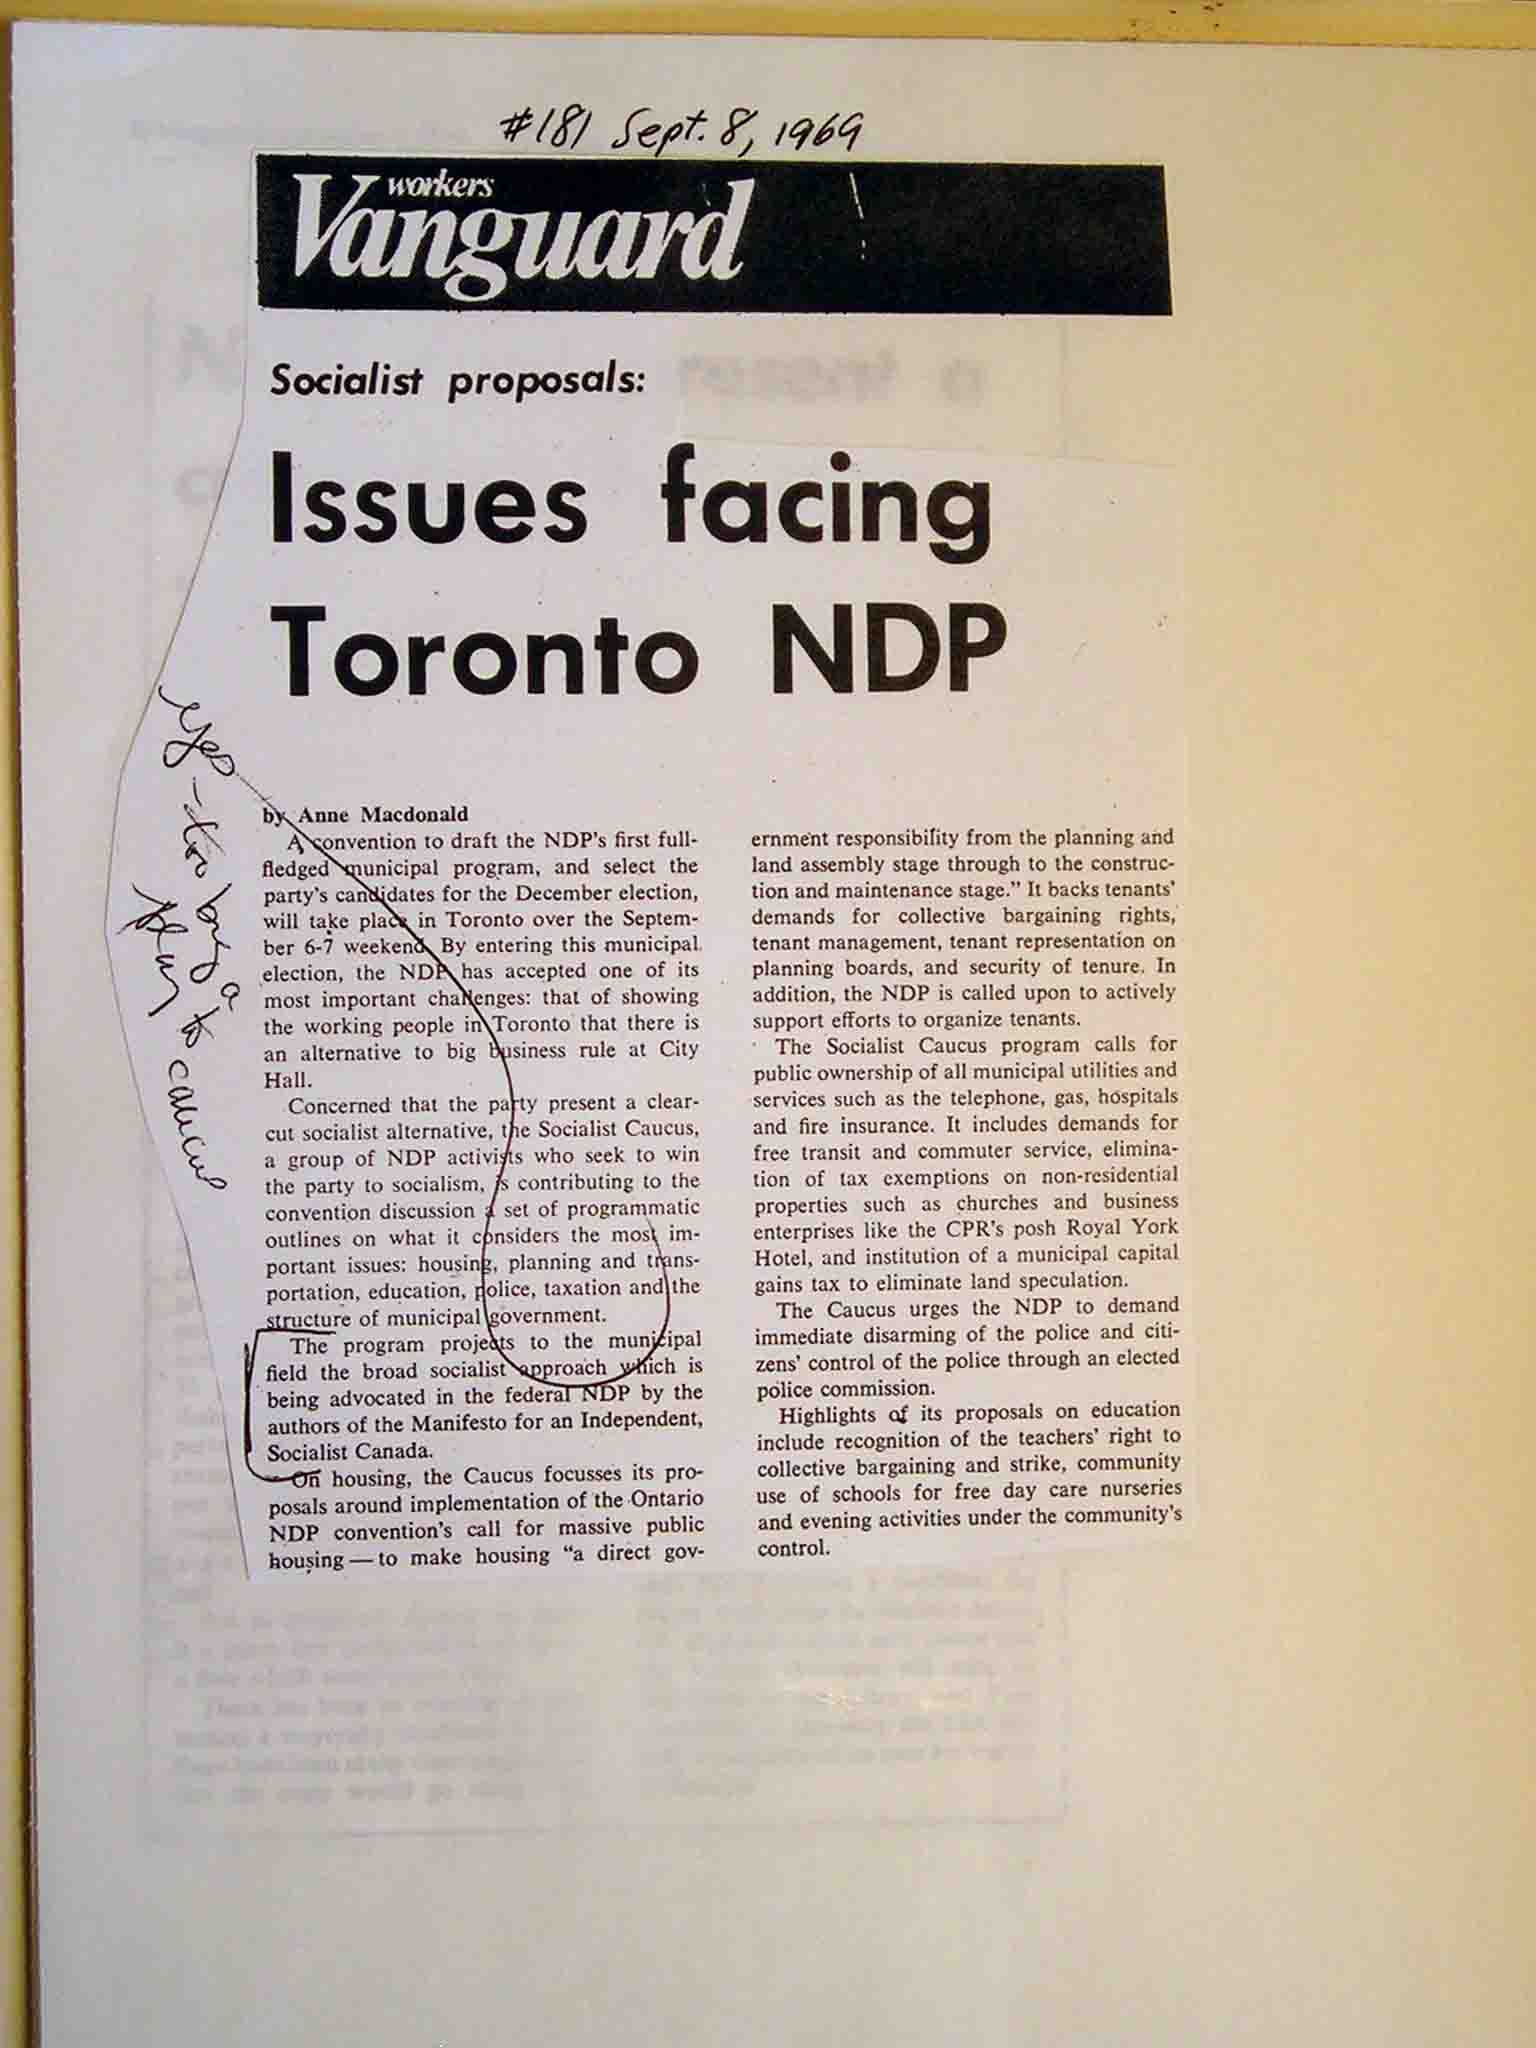 #181 Sept. 8, 1969
workers
Vanguard
Socialist proposals:
Issues facing
Toronto NDP
yes – too big a
plug to caucus
by Anne Macdonald
A convention to draft the NDP's first full-
fledged municipal program, and select the
party's candidates for the December election,
will take place in Toronto over the Septem-
ber 6-7 weekend. By entering this municipal
election, the NDP has accepted one of its
most important challenges: that of showing
the working people in Toronto that there is
an alternative to big business rule at City
Hall.
Concerned that the party present a clear-
cut socialist alternative, the Socialist Caucus,
a group of NDP activists who seek to win
the party to socialism, is contributing to the
convention discussion a set of programmatic
outlines on what it considers the most im-
portant issues: housing, planning and trans-
portation, education, police, taxation and the
structure of municipal government.
The program projects to the municipal
field the broad socialist approach which is
being advocated in the federal NDP by the
authors of the Manifesto for an Independent,
Socialist Canada.
On housing, the Caucus focusses its pro-
posals around implementation of the Ontario
NDP convention's call for massive public
housing — to make housing "a direct gov-
ernment responsibility from the planning and
land assembly stage through to the construc-
tion and maintenance stage." It backs tenants'
demands for collective bargaining rights,
tenant management, tenant representation on
planning boards, and security of tenure. In
addition, the NDP is called upon to actively
support efforts to organize tenants.
The Socialist Caucus program calls for
public ownership of all municipal utilities and
services such as the telephone, gas, hospitals
and fire insurance. It includes demands for
free transit and commuter service, elimina-
tion of tax exemptions on non-residential
properties such as churches and business
enterprises like the CPR's posh Royal York
Hotel, and institution of a municipal capital
gains tax to eliminate land speculation.
The Caucus urges the NDP to demand
immediate disarming of the police and citi-
zens' control of the police through an elected
police commission.
Highlights of its proposals on education
include recognition of the teachers' right to
collective bargaining and strike, community
use of schools for free day care nurseries
and evening activities under the community's
control.